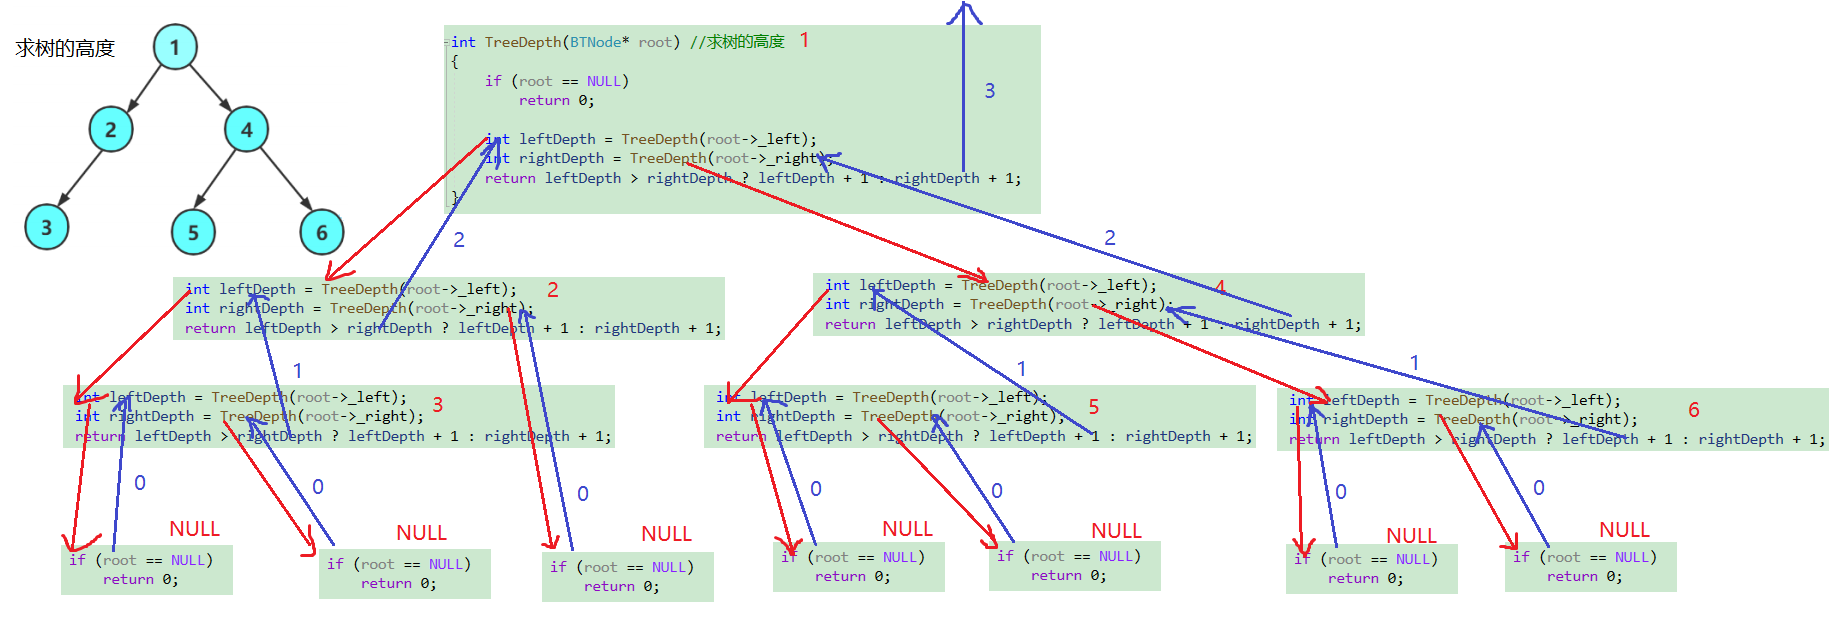 求树的高度
1
2
4
3
5
6
int TreeDepth(BTNode* root) //求树的高度
1
{
if (root == NULL)
return 0;
int leftDepth = TreeDepth(root->_left);
int rightDepth = TreeDepth(root->_right);
return leftDepth > rightDepth ? leftDepth + 1 : rightDepth + 1;
}
3
2
2
int leftDepth = TreeDepth(root->_left);
int rightDepth = TreeDepth(root->_right);
return leftDepth > rightDepth ? leftDepth + 1 : rightDepth + 1;
2
int leftDepth = TreeDepth(root->_left);
int rightDepth = TreeDepth(root->_right);
return leftDepth > rightDepth ? leftDepth + 1 : rightDepth + 1;
4
1
1
1
int leftDepth = TreeDepth(root->_left);
int rightDepth = TreeDepth(root->_right);
return leftDepth > rightDepth ? leftDepth + 1 : rightDepth + 1;
3
int leftDepth = TreeDepth(root->_left);
int rightDepth = TreeDepth(root->_right);
return leftDepth > rightDepth ? leftDepth + 1 : rightDepth + 1;
5
int leftDepth = TreeDepth(root->_left);
int rightDepth = TreeDepth(root->_right);
return leftDepth > rightDepth ? leftDepth + 1 : rightDepth + 1;
6
0
0
0
0
0
0
0
NULL
if (root == NULL)
return 0;
NULL
if (root == NULL)
return 0;
NULL
if (root == NULL)
return 0;
NULL
if (root == NULL)
return 0;
NULL
if (root == NULL)
return 0;
NULL
if (root == NULL)
return 0;
NULL
if (root == NULL)
return 0;